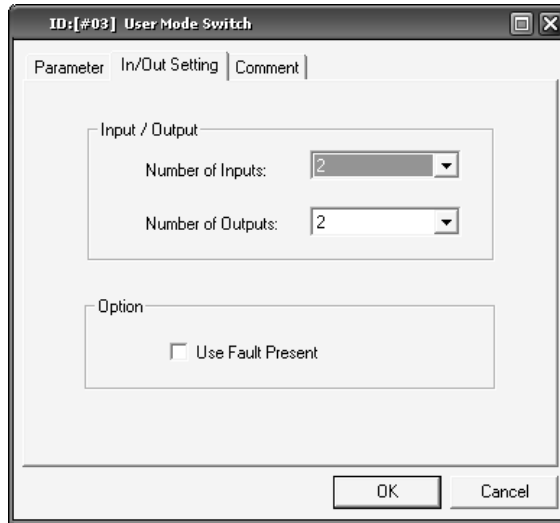 ID:[#03] User Mode Switch
Parameter In/Out Setting Comment
Input / Output
Number of Inputs: 2
Number of Outputs: 2
Option
Use Fault Present
OK Cancel